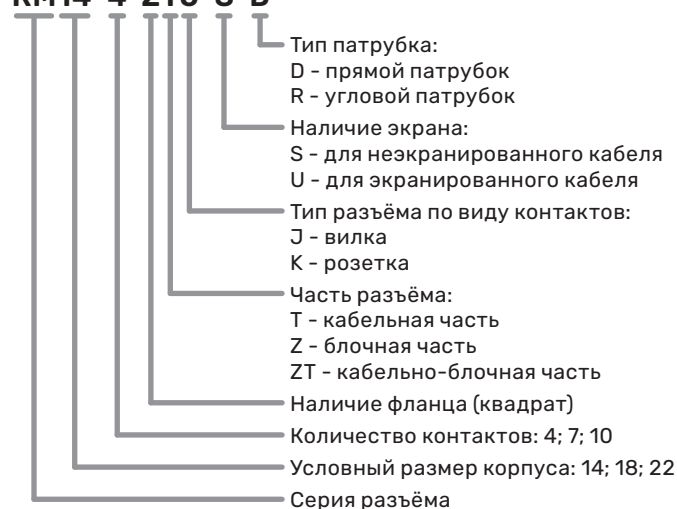 Тип патрубка:
D - прямой патрубок
R - угловой патрубок
Наличие экрана:
S - для неэкранированного кабеля
U - для экранированного кабеля
Тип разъёма по виду контактов:
J - вилка
K - розетка
Часть разъёма:
T - кабельная часть
Z - блочная часть
ZT - кабельно-блочная часть
Наличие фланца (квадрат)
Количество контактов: 4; 7; 10
Условный размер корпуса: 14; 18; 22
Серия разъёма